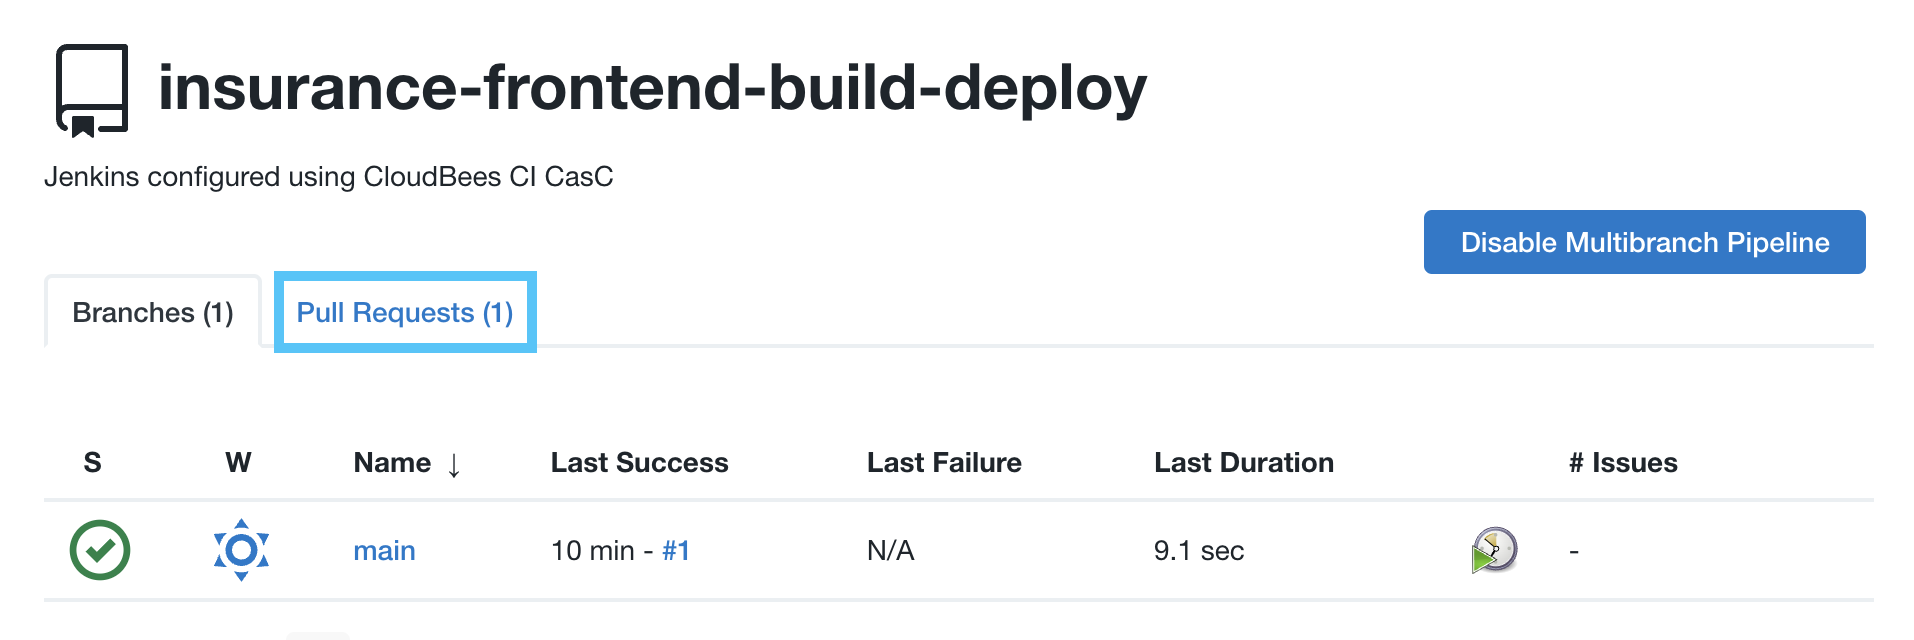 insurance-frontend-build-deploy
Jenkins configured using CloudBees CI CasC
Disable Multibranch Pipeline
Branches (1) Pull Requests (1)
S W Name ↓ Last Success Last Failure Last Duration # Issues
main 10 min - #1 N/A 9.1 sec -